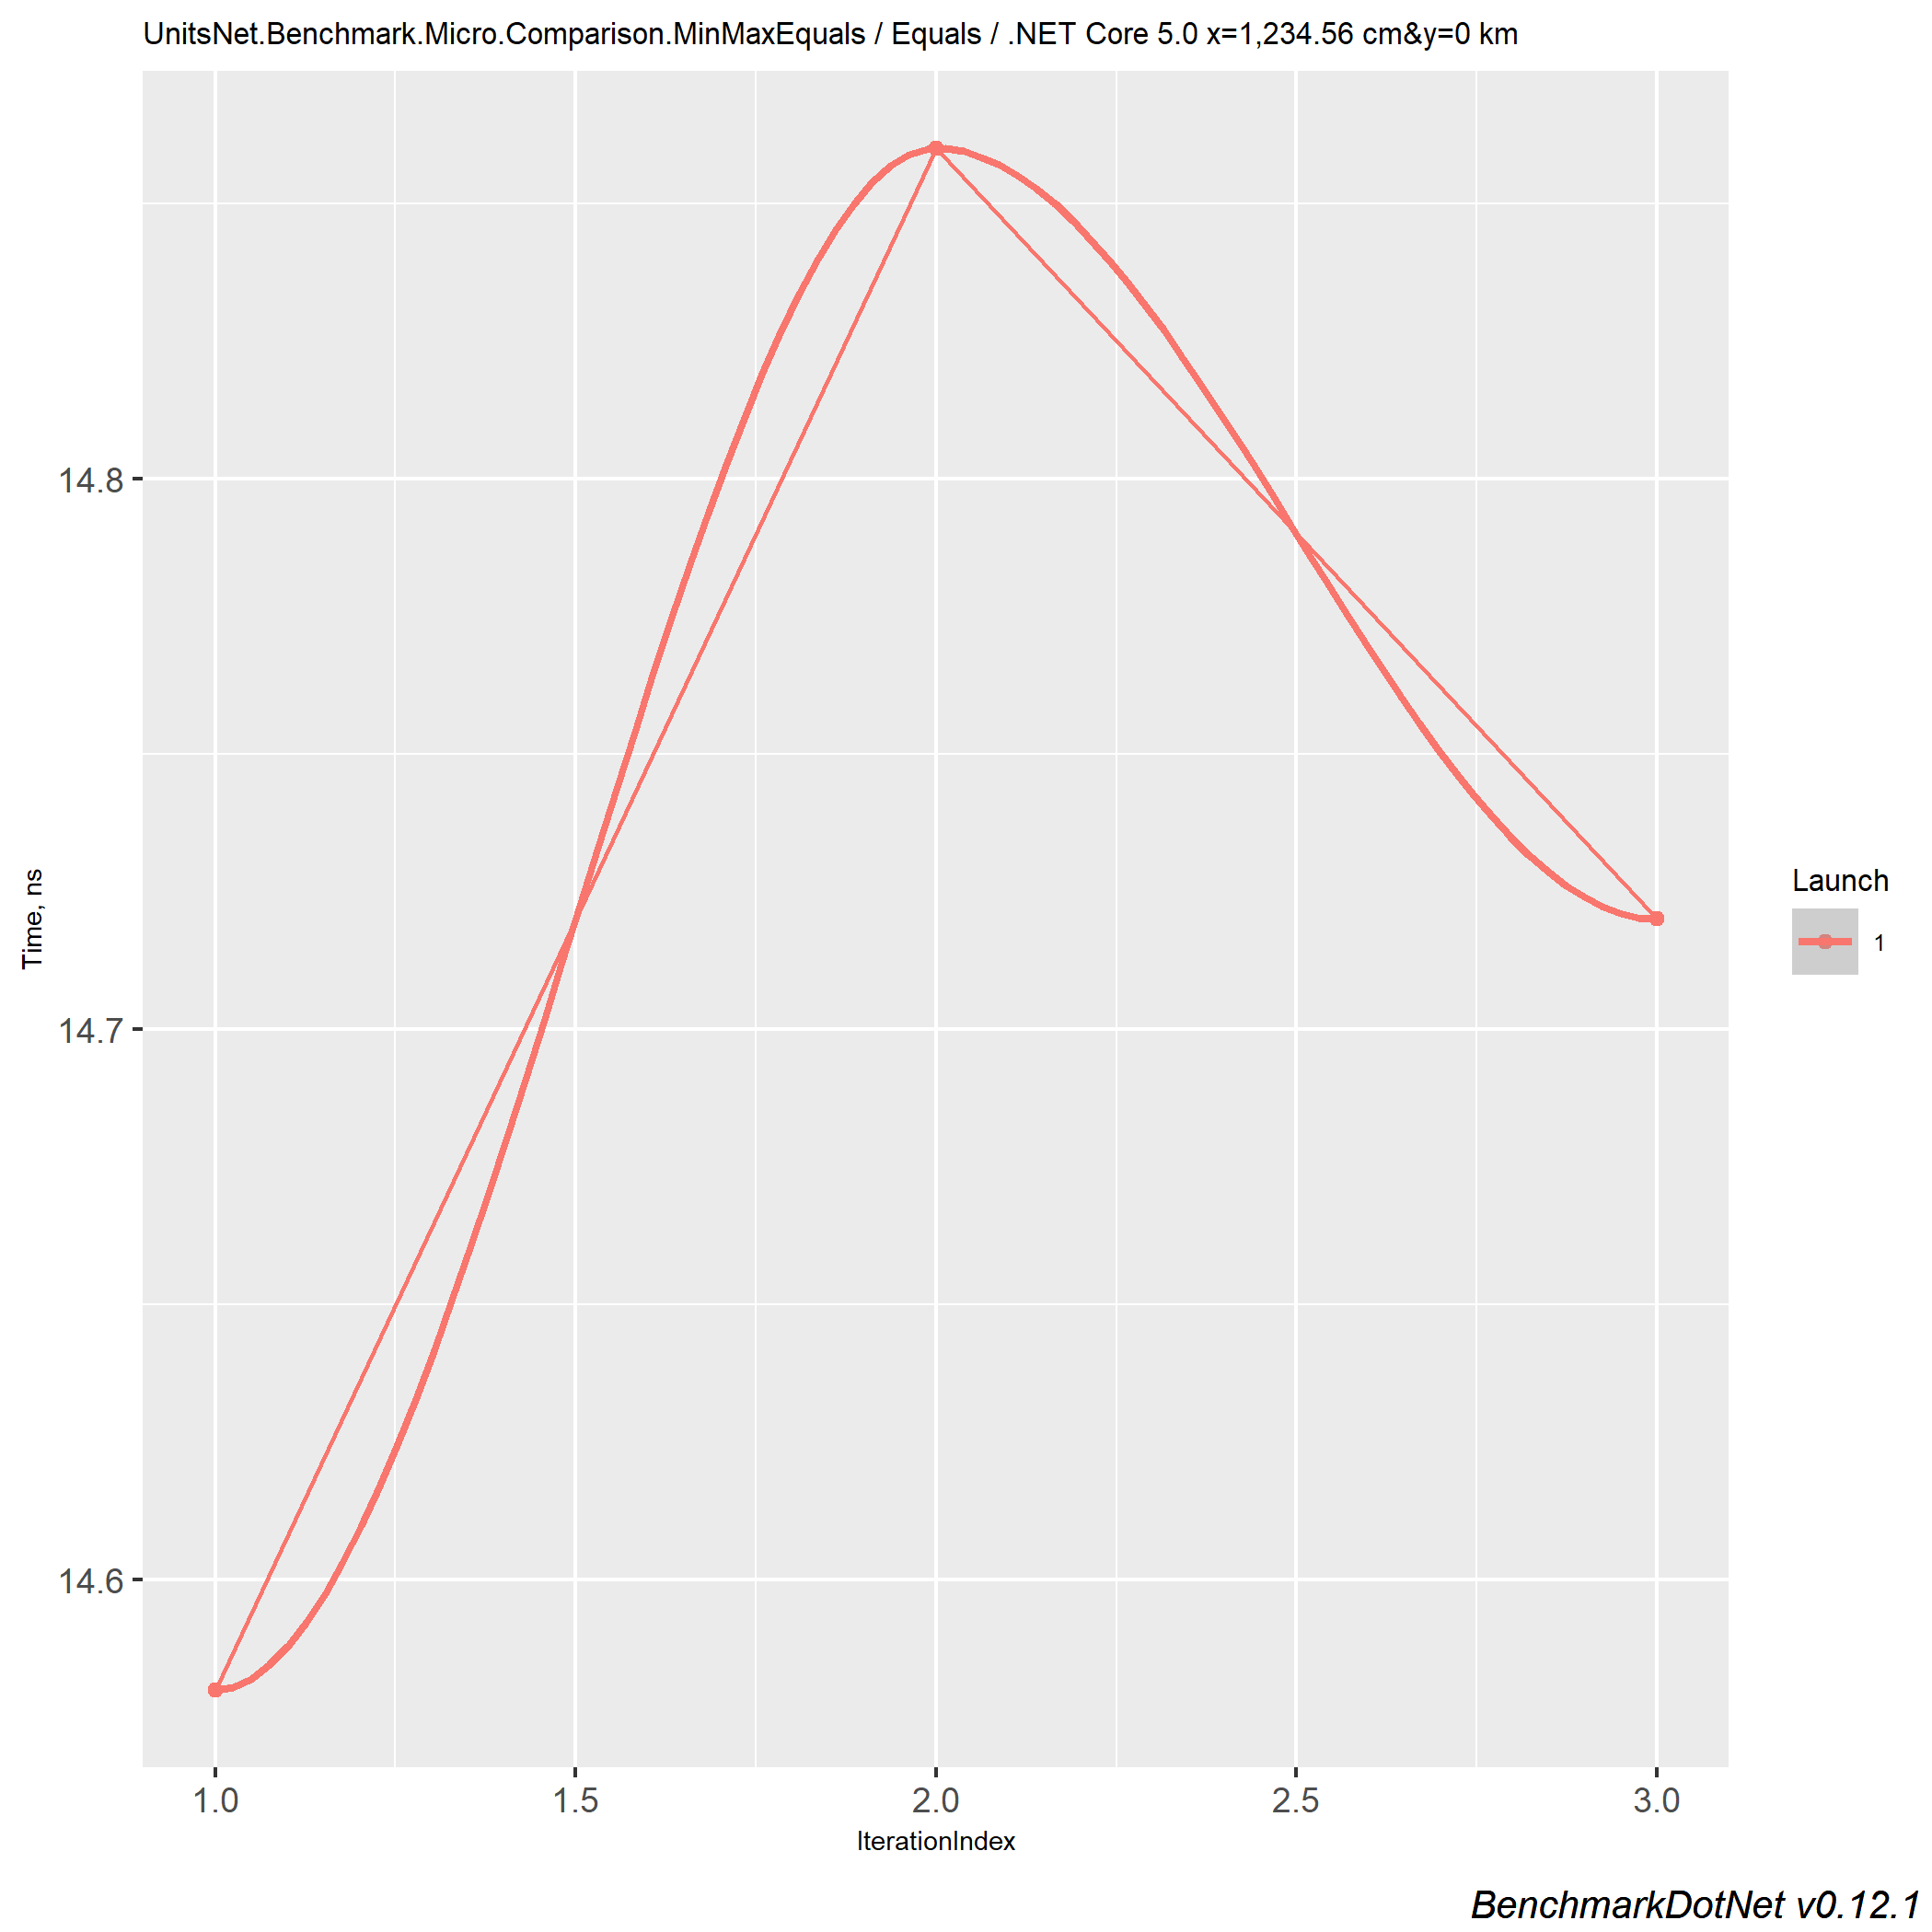 UnitsNet.Benchmark.Micro.Comparison.MinMaxEquals / Equals / .NET Core 5.0 x=1,234.56 cm&y=0 km
14.8
14.7
14.6
Time, ns
1.0 1.5 2.0 2.5 3.0
IterationIndex
Launch
1
BenchmarkDotNet v0.12.1